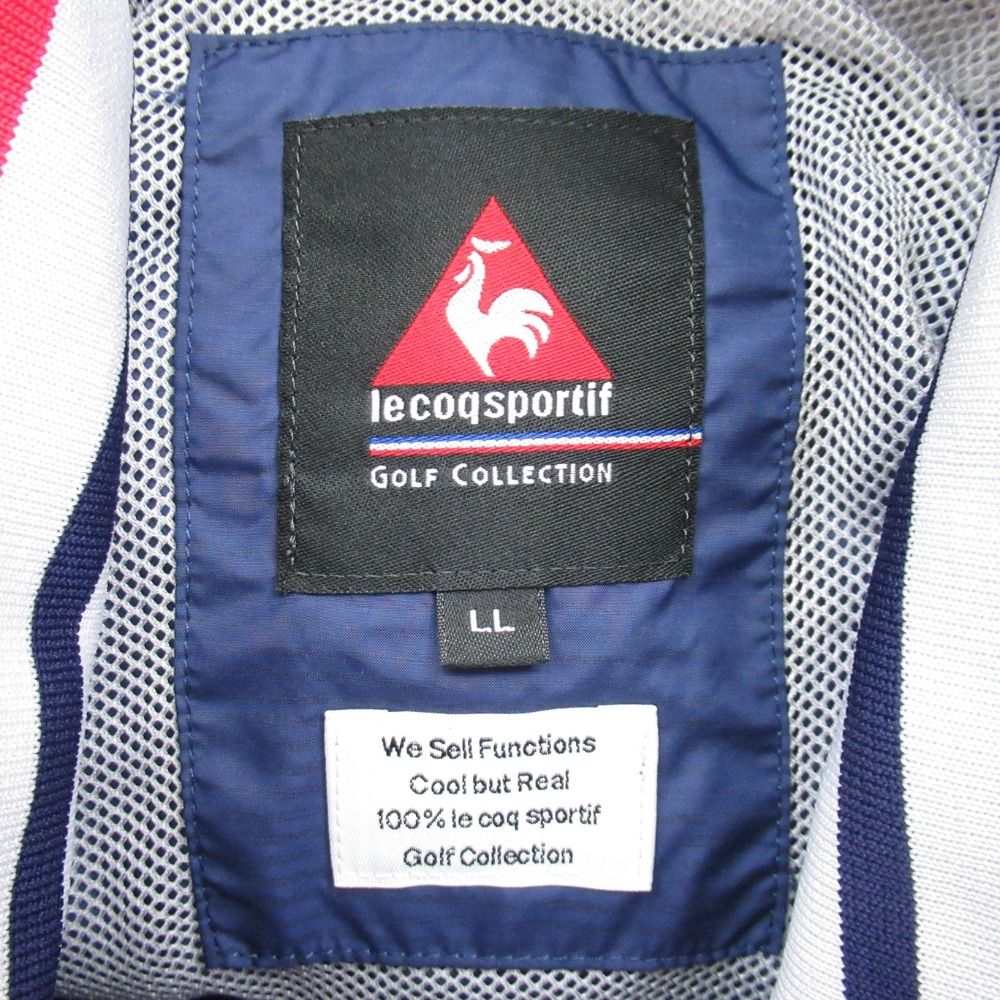 lecoqsportif
GOLF COLLECTION
LL
We Sell Functions
Cool but Real
100% le coq sportif
Golf Collection